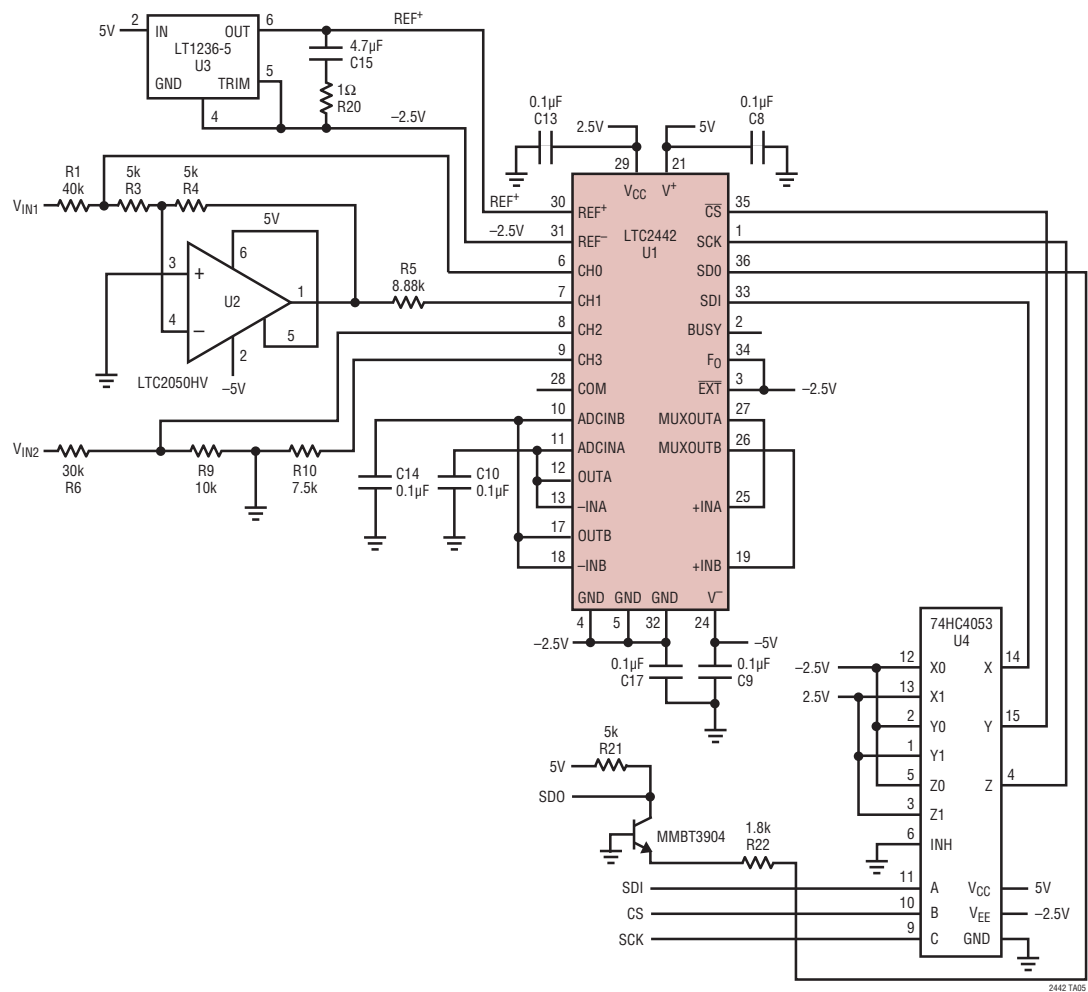 5V 2 IN OUT 6 REF+
LT1236-5
U3
GND TRIM 5
4
4.7µF
C15
1Ω
R20
–2.5V
0.1µF
C13
2.5V
5V
0.1µF
C8
29 21
VCC V+
R1
40k
5k
R3
5k
R4
VIN1
REF+ 30 REF+
–2.5V 31 REF–
6 CH0
7 CH1
8 CH2
9 CH3
28 COM
10 ADCINB
11 ADCINA
12 OUTA
13 –INA
17 OUTB
18 –INB
LTC2442
U1
CS 35
SCK 1
SD0 36
SDI 33
BUSY 2
F0 34
EXT 3 –2.5V
MUXOUTA 27
MUXOUTB 26
+INA 25
+INB 19
GND GND GND V–
4 5 32 24
5V
3 + 6
U2 1
4 – 5
2
LTC2050HV –5V
R5
8.88k
VIN2
30k
R6
R9
10k
R10
7.5k
C14
0.1µF
C10
0.1µF
–2.5V
–5V
0.1µF
C17
0.1µF
C9
74HC4053
U4
–2.5V 12 X0 X 14
2.5V 13 X1
2 Y0 Y 15
1 Y1
5 Z0 Z 4
3 Z1
6 INH
11 A VCC 5V
10 B VEE –2.5V
9 C GND
5k
R21
5V
SDO
MMBT3904
1.8k
R22
SDI
CS
SCK
2442 TA05